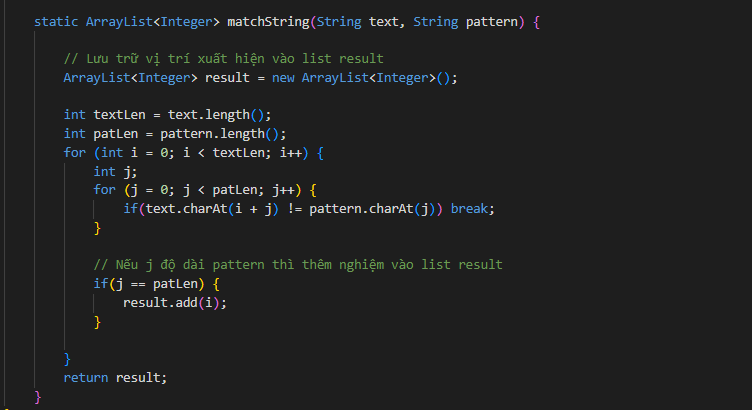 static ArrayList<Integer> matchString(String text, String pattern) {
// Lưu trữ vị trí xuất hiện vào list result
ArrayList<Integer> result = new ArrayList<Integer>();
int textLen = text.length();
int patLen = pattern.length();
for (int i = 0; i < textLen; i++) {
int j;
for (j = 0; j < patLen; j++) {
if(text.charAt(i + j) != pattern.charAt(j)) break;
}
// Nếu j độ dài pattern thì thêm nghiệm vào list result
if(j == patLen) {
result.add(i);
}
}
return result;
}